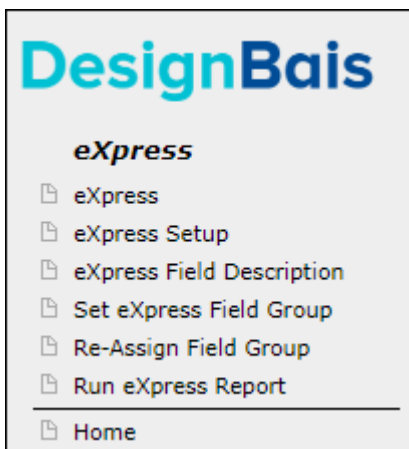 DesignBais
eXpress
eXpress
eXpress Setup
eXpress Field Description
Set eXpress Field Group
Re-Assign Field Group
Run eXpress Report
Home